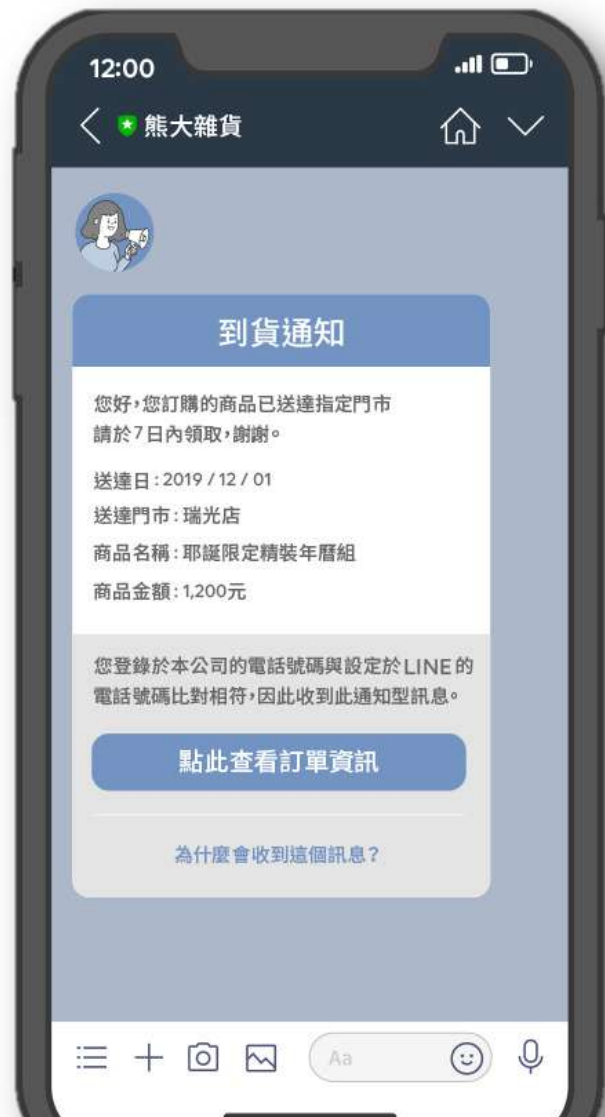 12:00
熊大雜貨
到貨通知
您好，您訂購的商品已送達指定門市
請於7日內領取，謝謝。
送達日：2019 / 12 / 01
送達門市：瑞光店
商品名稱：耶誕限定精裝年曆組
商品金額：1,200元
您登錄於本公司的電話號碼與設定於LINE的
電話號碼比對相符，因此收到此通知型訊息。
點此查看訂單資訊
為什麼會收到這個訊息？
Aa